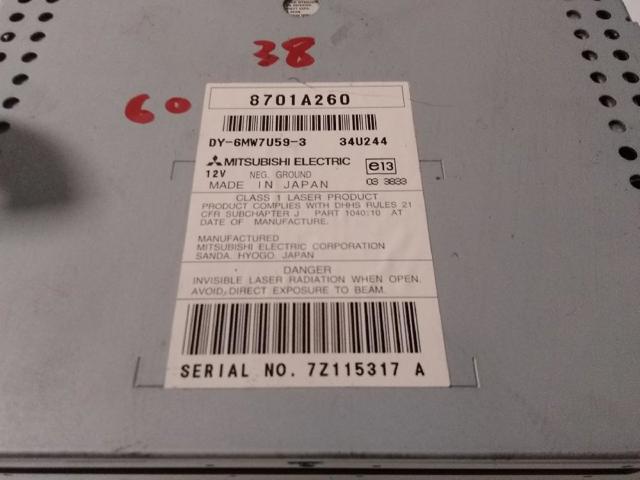 38
60
8701A260
DY-6MW7U59-3 34U244
MITSUBISHI ELECTRIC e13
12V NEG. GROUND
MADE IN JAPAN 03 3833
CLASS 1 LASER PRODUCT
PRODUCT COMPLIES WITH DHHS RULES 21
CFR SUBCHAPTER J PART 1040:10 AT
DATE OF MANUFACTURE.
MANUFACTURED
MITSUBISHI ELECTRIC CORPORATION
SANDA, HYOGO, JAPAN
DANGER
INVISIBLE LASER RADIATION WHEN OPEN.
AVOID DIRECT EXPOSURE TO BEAM.
SERIAL NO. 7Z115317 A